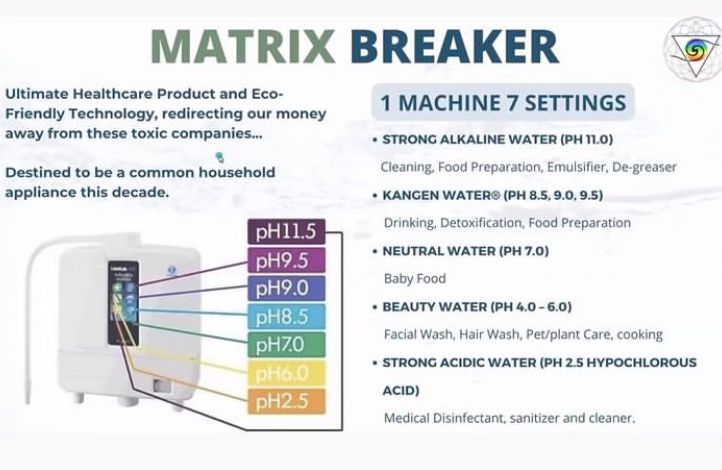 MATRIX BREAKER
Ultimate Healthcare Product and Eco-
Friendly Technology, redirecting our money
away from these toxic companies...
Destined to be a common household
appliance this decade.
pH11.5
pH9.5
pH9.0
pH8.5
pH7.0
pH6.0
pH2.5
1 MACHINE 7 SETTINGS
• STRONG ALKALINE WATER (PH 11.0)
Cleaning, Food Preparation, Emulsifier, De-greaser
• KANGEN WATER® (PH 8.5, 9.0, 9.5)
Drinking, Detoxification, Food Preparation
• NEUTRAL WATER (PH 7.0)
Baby Food
• BEAUTY WATER (PH 4.0 – 6.0)
Facial Wash, Hair Wash, Pet/plant Care, cooking
• STRONG ACIDIC WATER (PH 2.5 HYPOCHLOROUS
ACID)
Medical Disinfectant, sanitizer and cleaner.